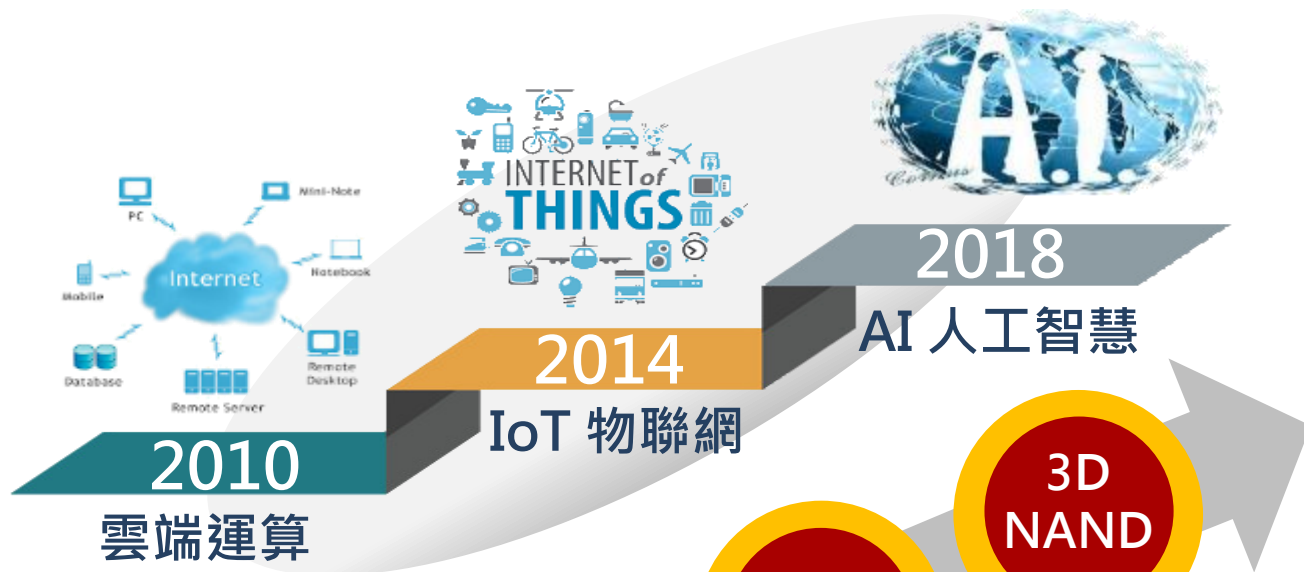 PC
Mini-Note
Internet
Notebook
Mobile
Database
Remote Server
Remote
Desktop
2010
雲端運算
INTERNET of
THINGS
2014
IoT 物聯網
A.I.
2018
AI 人工智慧
3D
NAND